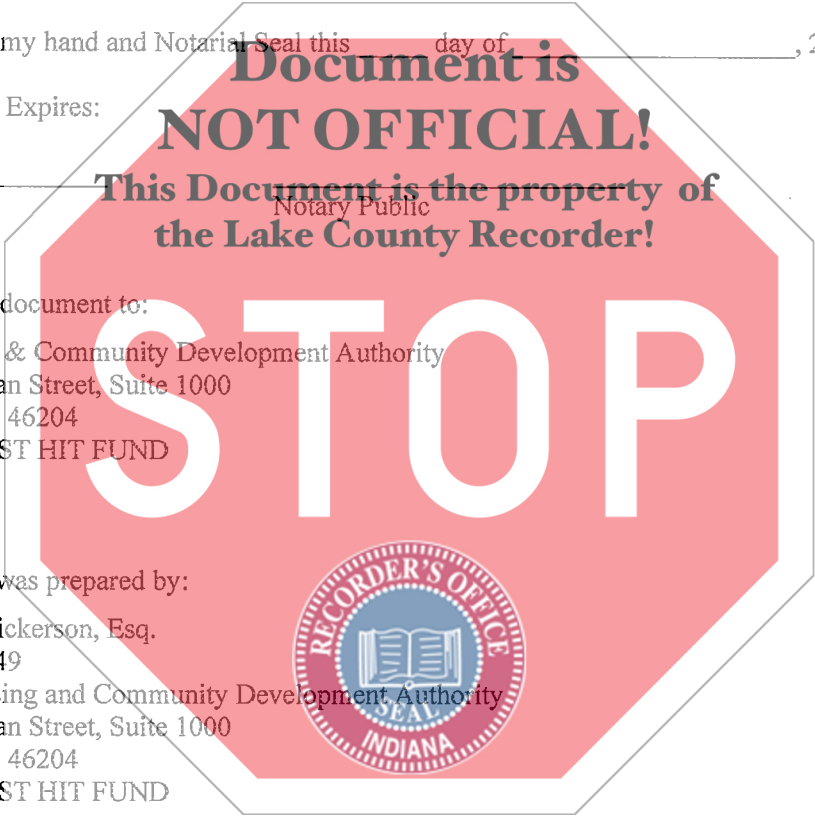 my hand and Notarial Seal this ____ day of ____________________, 2
Document is
Expires:
NOT OFFICIAL!
This Document is the property of
Notary Public
the Lake County Recorder!
document to:
& Community Development Authority
an Street, Suite 1000
46204
ST HIT FUND
STOP
was prepared by:
ickerson, Esq.
49
ing and Community Development Authority
an Street, Suite 1000
46204
ST HIT FUND
RECORDER'S OFFICE
SEAL
INDIANA